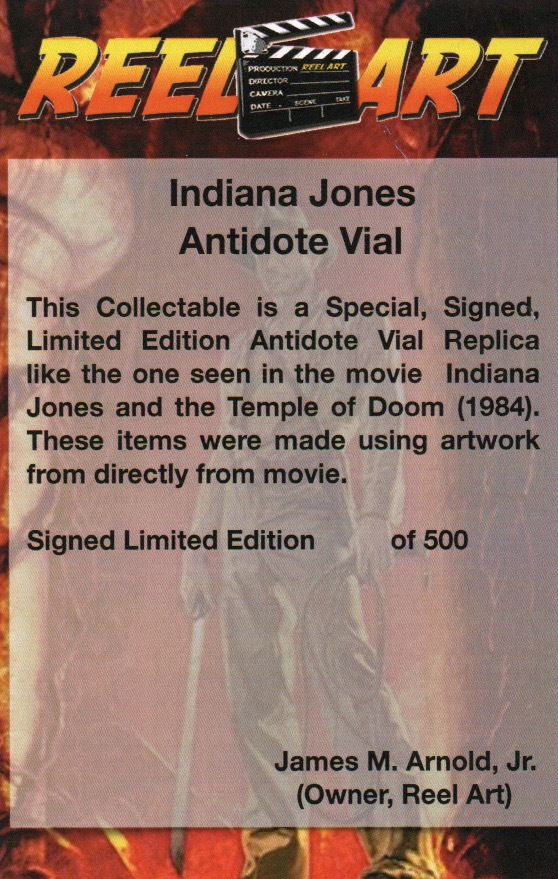 REEL ART
PRODUCTION REEL ART
DIRECTOR
CAMERA
DATE SCENE TAKE
Indiana Jones
Antidote Vial
This Collectable is a Special, Signed,
Limited Edition Antidote Vial Replica
like the one seen in the movie Indiana
Jones and the Temple of Doom (1984).
These items were made using artwork
from directly from movie.
Signed Limited Edition of 500
James M. Arnold, Jr.
(Owner, Reel Art)